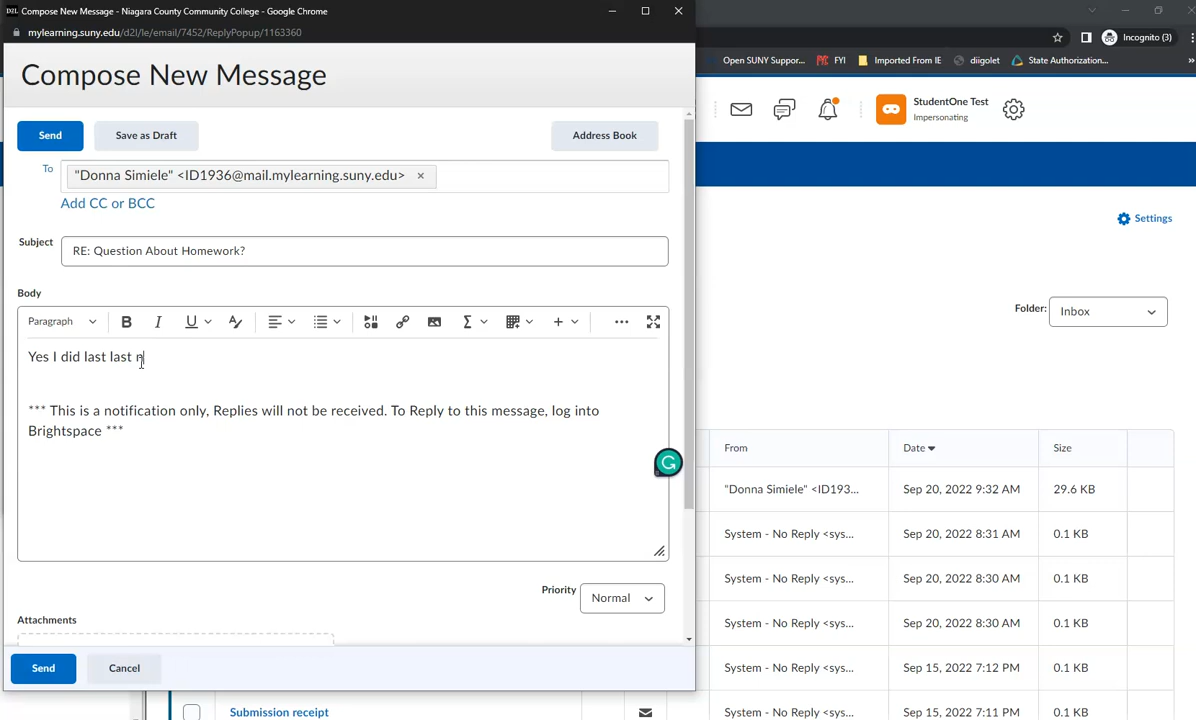 Compose New Message - Niagara County Community College - Google Chrome
mylearning.suny.edu/d2l/le/email/7452/ReplyPopup/1163360
Incognito (3)
Open SUNY Suppor...
FYI
Imported From IE
diigolet
State Authorization...
Compose New Message
StudentOne Test
Impersonating
Send
Save as Draft
Address Book
To
"Donna Simiele" <ID1936@mail.mylearning.suny.edu> ×
Add CC or BCC
Settings
Subject
RE: Question About Homework?
Body
Folder: Inbox
Paragraph
B I U
Yes I did last last n
*** This is a notification only, Replies will not be received. To Reply to this message, log into
Brightspace ***
From Date Size
"Donna Simiele" <ID193... Sep 20, 2022 9:32 AM 29.6 KB
System - No Reply <sys... Sep 20, 2022 8:31 AM 0.1 KB
System - No Reply <sys... Sep 20, 2022 8:30 AM 0.1 KB
System - No Reply <sys... Sep 20, 2022 8:30 AM 0.1 KB
System - No Reply <sys... Sep 15, 2022 7:12 PM 0.1 KB
Submission receipt System - No Reply <sys... Sep 15, 2022 7:11 PM 0.1 KB
Priority Normal
Attachments
Send
Cancel